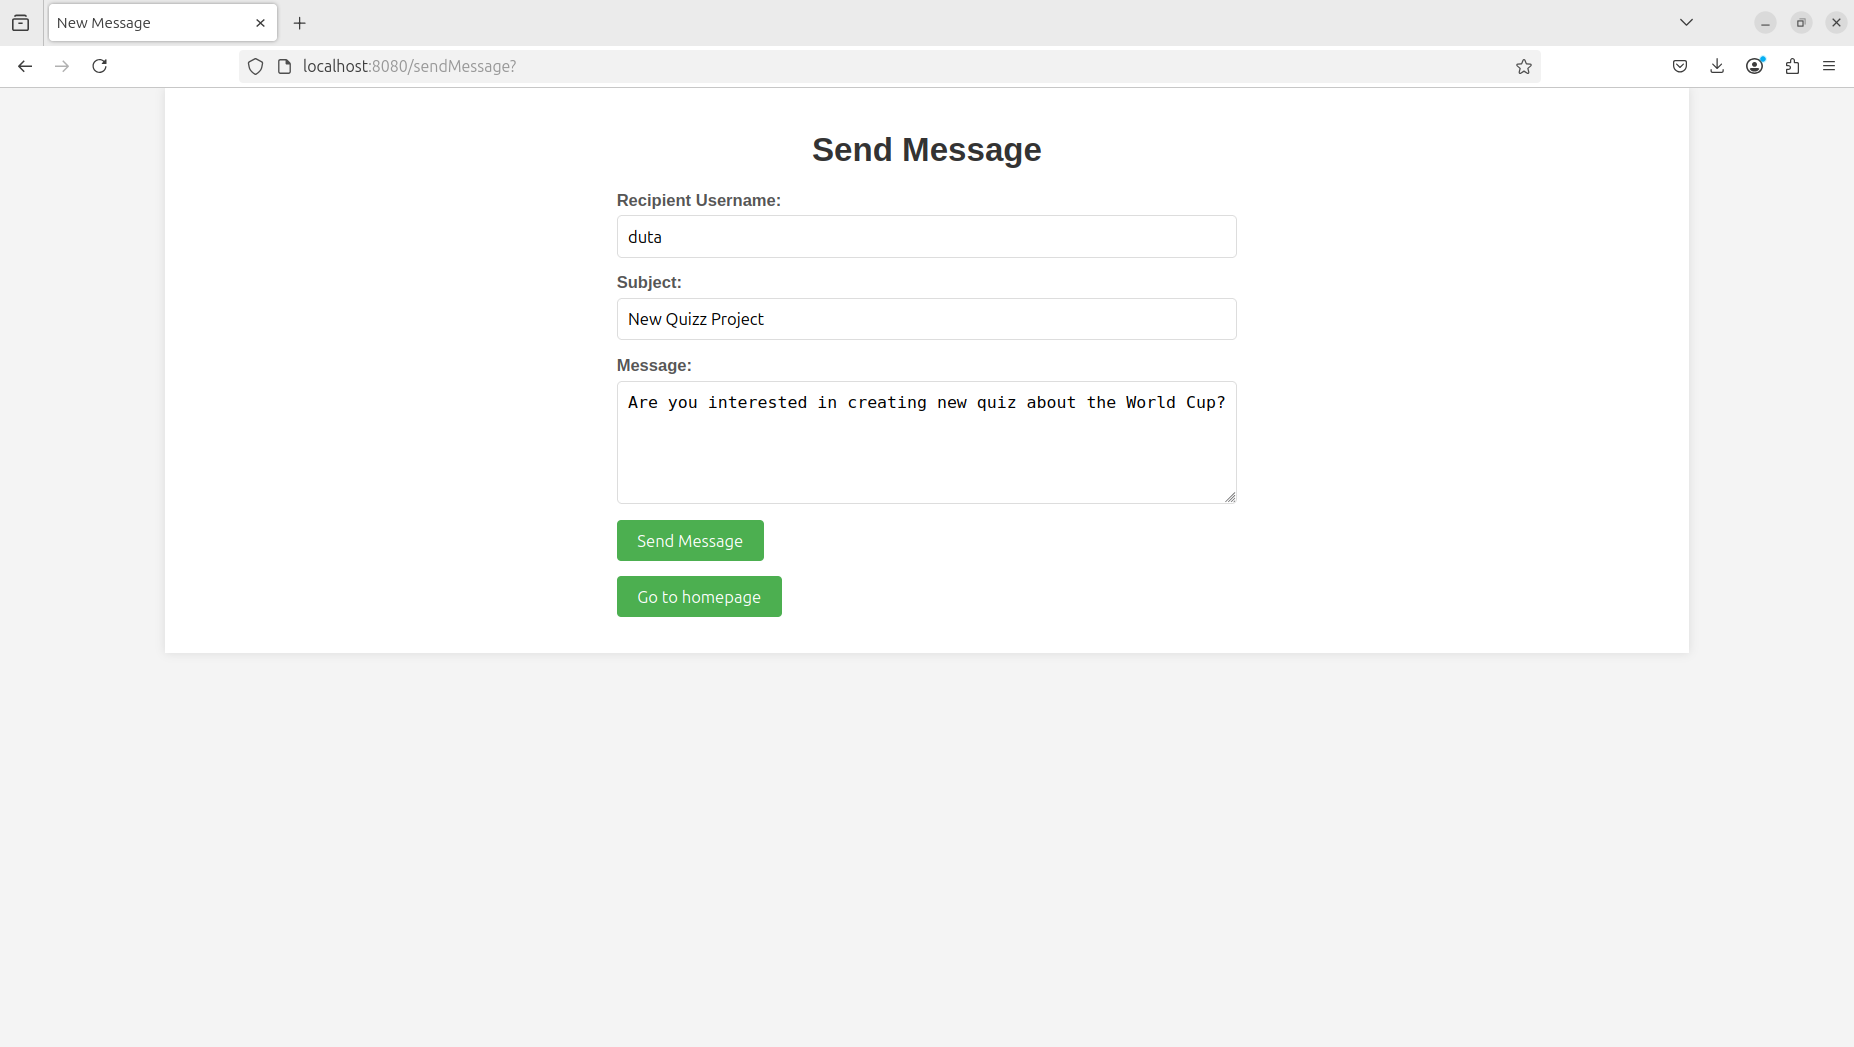 New Message
localhost:8080/sendMessage?
Send Message
Recipient Username:
duta
Subject:
New Quizz Project
Message:
Are you interested in creating new quiz about the World Cup?
Send Message
Go to homepage